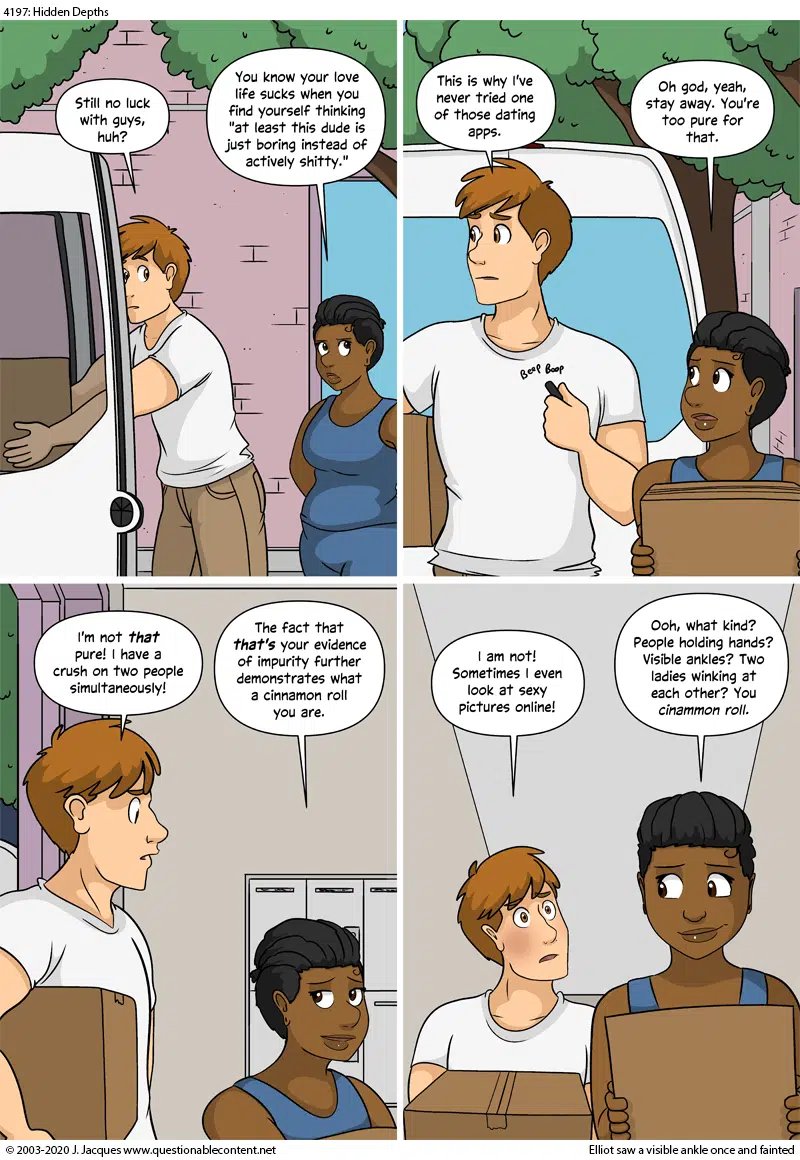 4197: Hidden Depths
Still no luck
with guys,
huh?
You know your love
life sucks when you
find yourself thinking
"at least this dude is
just boring instead of
actively shitty."
This is why I've
never tried one
of those dating
apps.
Oh god, yeah,
stay away. You're
too pure for
that.
Beep Boop
I'm not that
pure! I have a
crush on two people
simultaneously!
The fact that
that's your evidence
of impurity further
demonstrates what
a cinnamon roll
you are.
I am not!
Sometimes I even
look at sexy
pictures online!
Ooh, what kind?
People holding hands?
Visible ankles? Two
ladies winking at
each other? You
cinammon roll.
© 2003-2020 J. Jacques www.questionablecontent.net
Elliot saw a visible ankle once and fainted